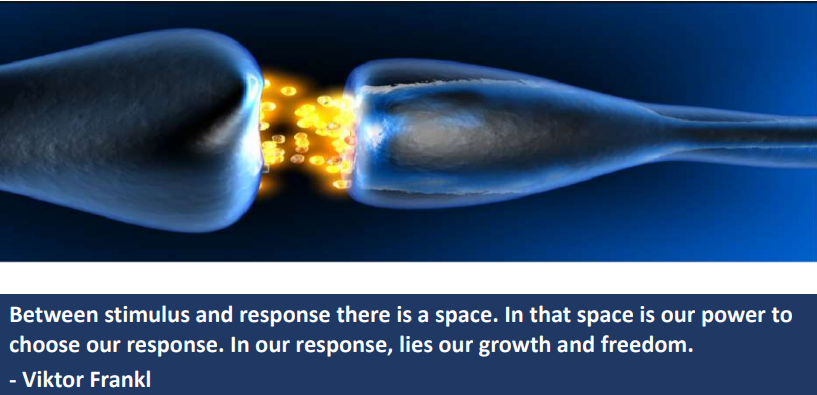 Between stimulus and response there is a space. In that space is our power to
choose our response. In our response, lies our growth and freedom.
- Viktor Frankl